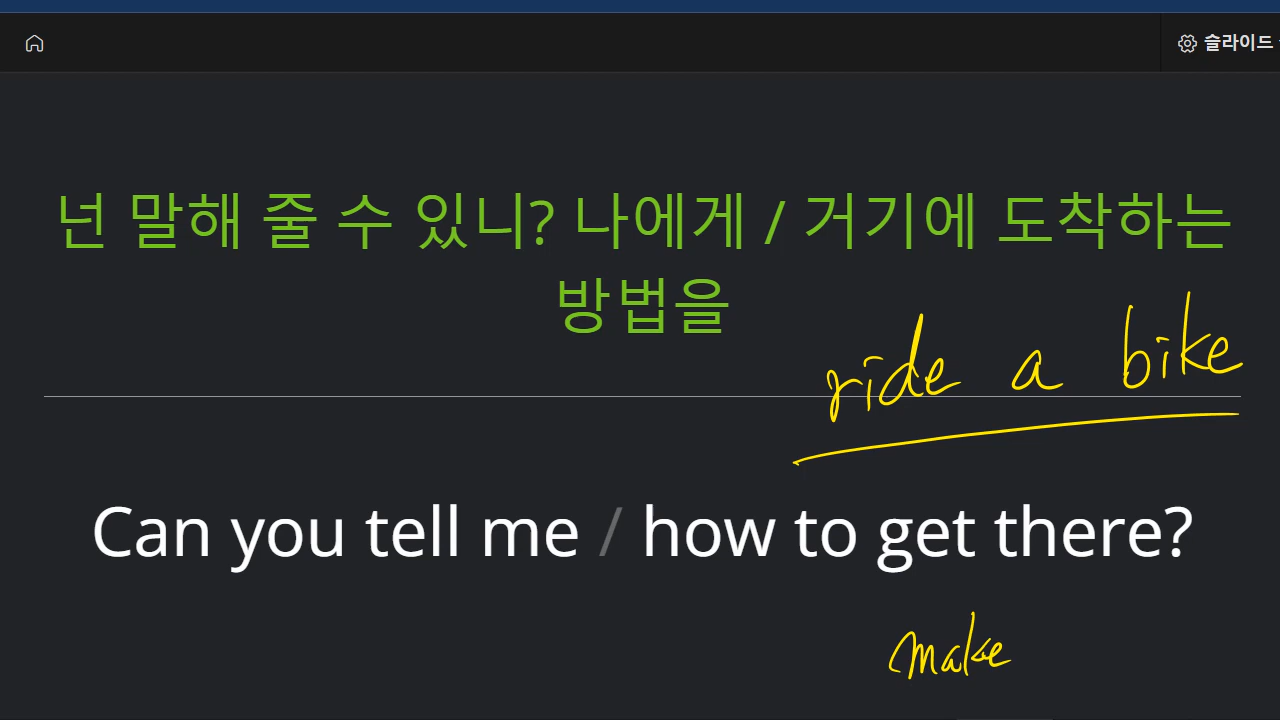 슬라이드
넌 말해 줄 수 있니? 나에게 / 거기에 도착하는
방법을
ride a bike
Can you tell me / how to get there?
make